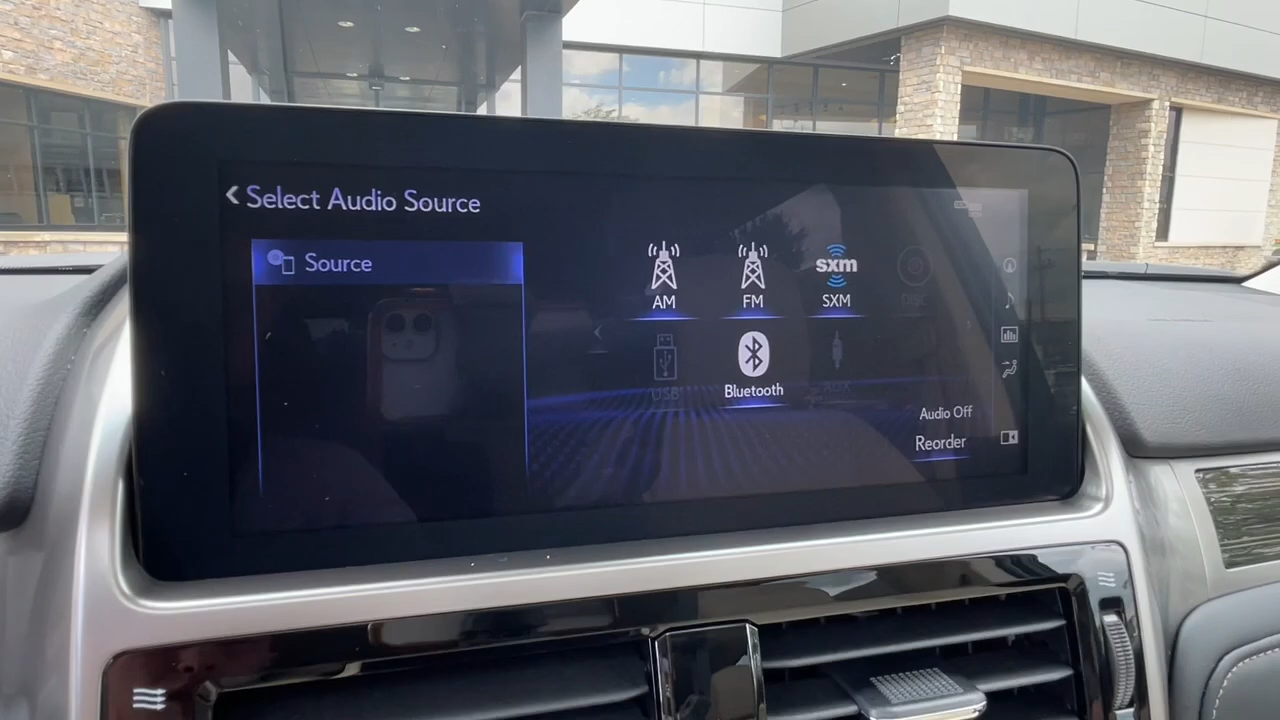 Select Audio Source
Source
AM
FM
sxm
SXM
DISC
USB
Bluetooth
AUX
Audio Off
Reorder